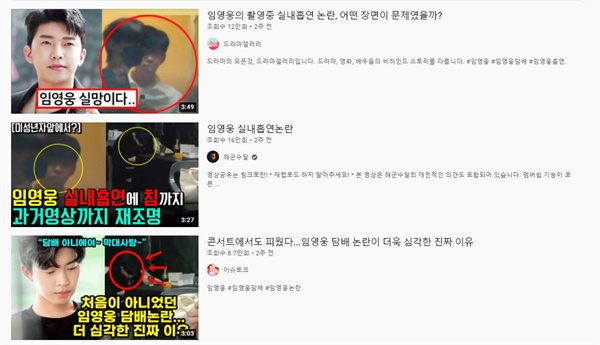 임영웅의 촬영중 실내흡연 논란, 어떤 장면이 문제였을까?
조회수 12만회 • 2주 전
드라마갤러리
드라마의 모든것, 드라마갤러리입니다. 드라마, 영화, 배우들의 비하인드 스토리를 다룹니다. #임영웅 #임영웅담배 #임영웅흡연.
임영웅 실망이다..
3:49
임영웅 실내흡연논란
조회수 16만회 • 2주 전
해군수달
영상공유는 링크로만! * 재업로드 하지 말아주세요! * 본 영상은 해군수달의 개인적인 의견도 포함되어 있습니다. 멤버쉽 기능이 오
픈 ...
[미성년자앞에서?]
임영웅 실내흡연에 침까지
과거영상까지 재조명
3:27
콘서트에서도 피웠다...임영웅 담배 논란이 더욱 심각한 진짜 이유
조회수 8.7만회 • 2주 전
이슈토크
임영웅 #임영웅담배 #임영웅논란.
"담배 아니에여~ 막대사탕~"
처음이 아니었던
임영웅 담배논란...
더 심각한 진짜 이유
3:03